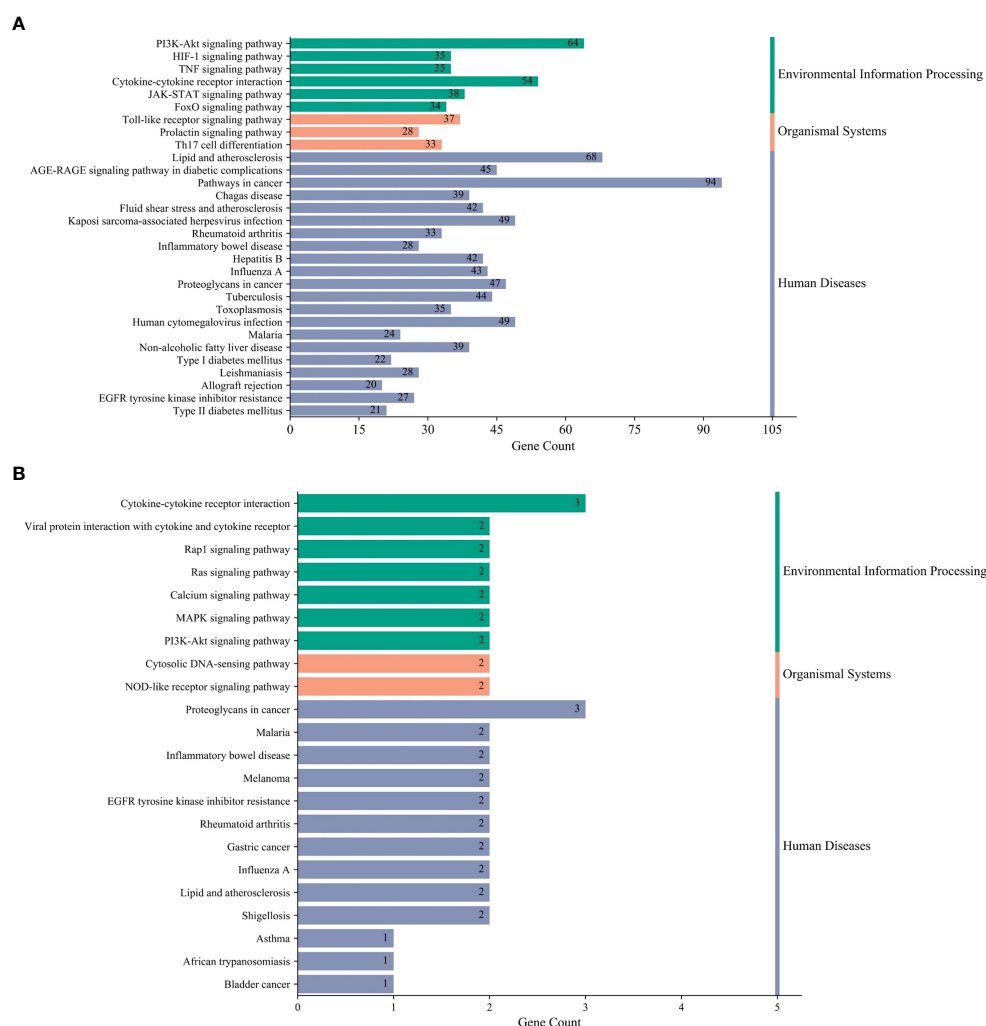 A
PI3K-Akt signaling pathway 64
HIF-1 signaling pathway 35
TNF signaling pathway 35
Cytokine-cytokine receptor interaction 54
JAK-STAT signaling pathway 38
FoxO signaling pathway 34
Environmental Information Processing
Toll-like receptor signaling pathway 37
Prolactin signaling pathway 28
Th17 cell differentiation 33
Organismal Systems
Lipid and atherosclerosis 68
AGE-RAGE signaling pathway in diabetic complications 45
Pathways in cancer 94
Chagas disease 39
Fluid shear stress and atherosclerosis 42
Kaposi sarcoma-associated herpesvirus infection 49
Rheumatoid arthritis 33
Inflammatory bowel disease 28
Hepatitis B 42
Influenza A 43
Proteoglycans in cancer 47
Tuberculosis 44
Toxoplasmosis 35
Human cytomegalovirus infection 49
Malaria 24
Non-alcoholic fatty liver disease 39
Type I diabetes mellitus 22
Leishmaniasis 28
Allograft rejection 20
EGFR tyrosine kinase inhibitor resistance 27
Type II diabetes mellitus 21
Human Diseases
0 15 30 45 60 75 90 105
Gene Count
B
Cytokine-cytokine receptor interaction 3
Viral protein interaction with cytokine and cytokine receptor 2
Rap1 signaling pathway 2
Ras signaling pathway 2
Calcium signaling pathway 2
MAPK signaling pathway 2
PI3K-Akt signaling pathway 2
Environmental Information Processing
Cytosolic DNA-sensing pathway 2
NOD-like receptor signaling pathway 2
Organismal Systems
Proteoglycans in cancer 3
Malaria 2
Inflammatory bowel disease 2
Melanoma 2
EGFR tyrosine kinase inhibitor resistance 2
Rheumatoid arthritis 2
Gastric cancer 2
Influenza A 2
Lipid and atherosclerosis 2
Shigellosis 2
Asthma 1
African trypanosomiasis 1
Bladder cancer 1
Human Diseases
0 1 2 3 4 5
Gene Count